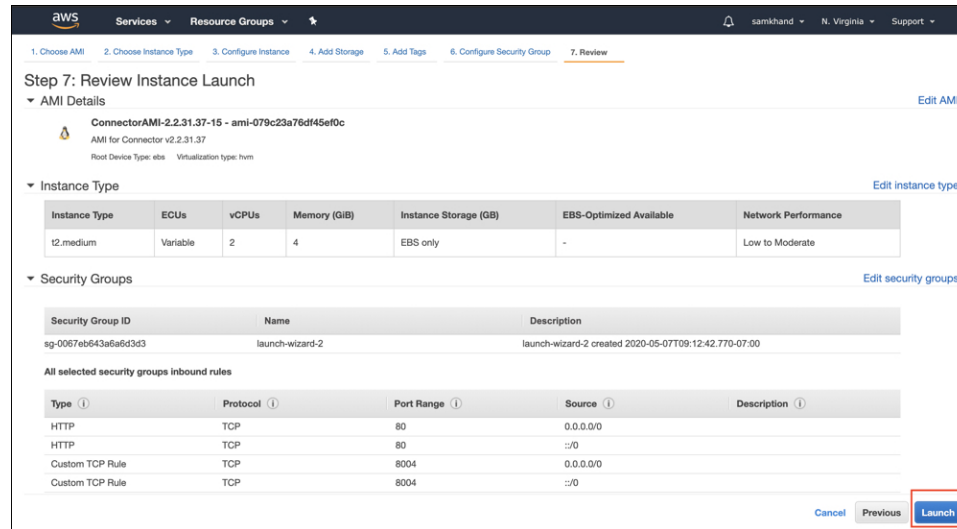 aws Services Resource Groups samkhand N. Virginia Support
1. Choose AMI 2. Choose Instance Type 3. Configure Instance 4. Add Storage 5. Add Tags 6. Configure Security Group 7. Review
Step 7: Review Instance Launch
AMI Details Edit AMI
ConnectorAMI-2.2.31.37-15 - ami-079c23a76df45ef0c
AMI for Connector v2.2.31.37
Root Device Type: ebs Virtualization type: hvm
Instance Type Edit instance type
Instance Type ECUs vCPUs Memory (GiB) Instance Storage (GB) EBS-Optimized Available Network Performance
t2.medium Variable 2 4 EBS only - Low to Moderate
Security Groups Edit security groups
Security Group ID Name Description
sg-0067eb643a6a6d3d3 launch-wizard-2 launch-wizard-2 created 2020-05-07T09:12:42.770-07:00
All selected security groups inbound rules
Type Protocol Port Range Source Description
HTTP TCP 80 0.0.0.0/0
HTTP TCP 80 ::/0
Custom TCP Rule TCP 8004 0.0.0.0/0
Custom TCP Rule TCP 8004 ::/0
Cancel Previous Launch